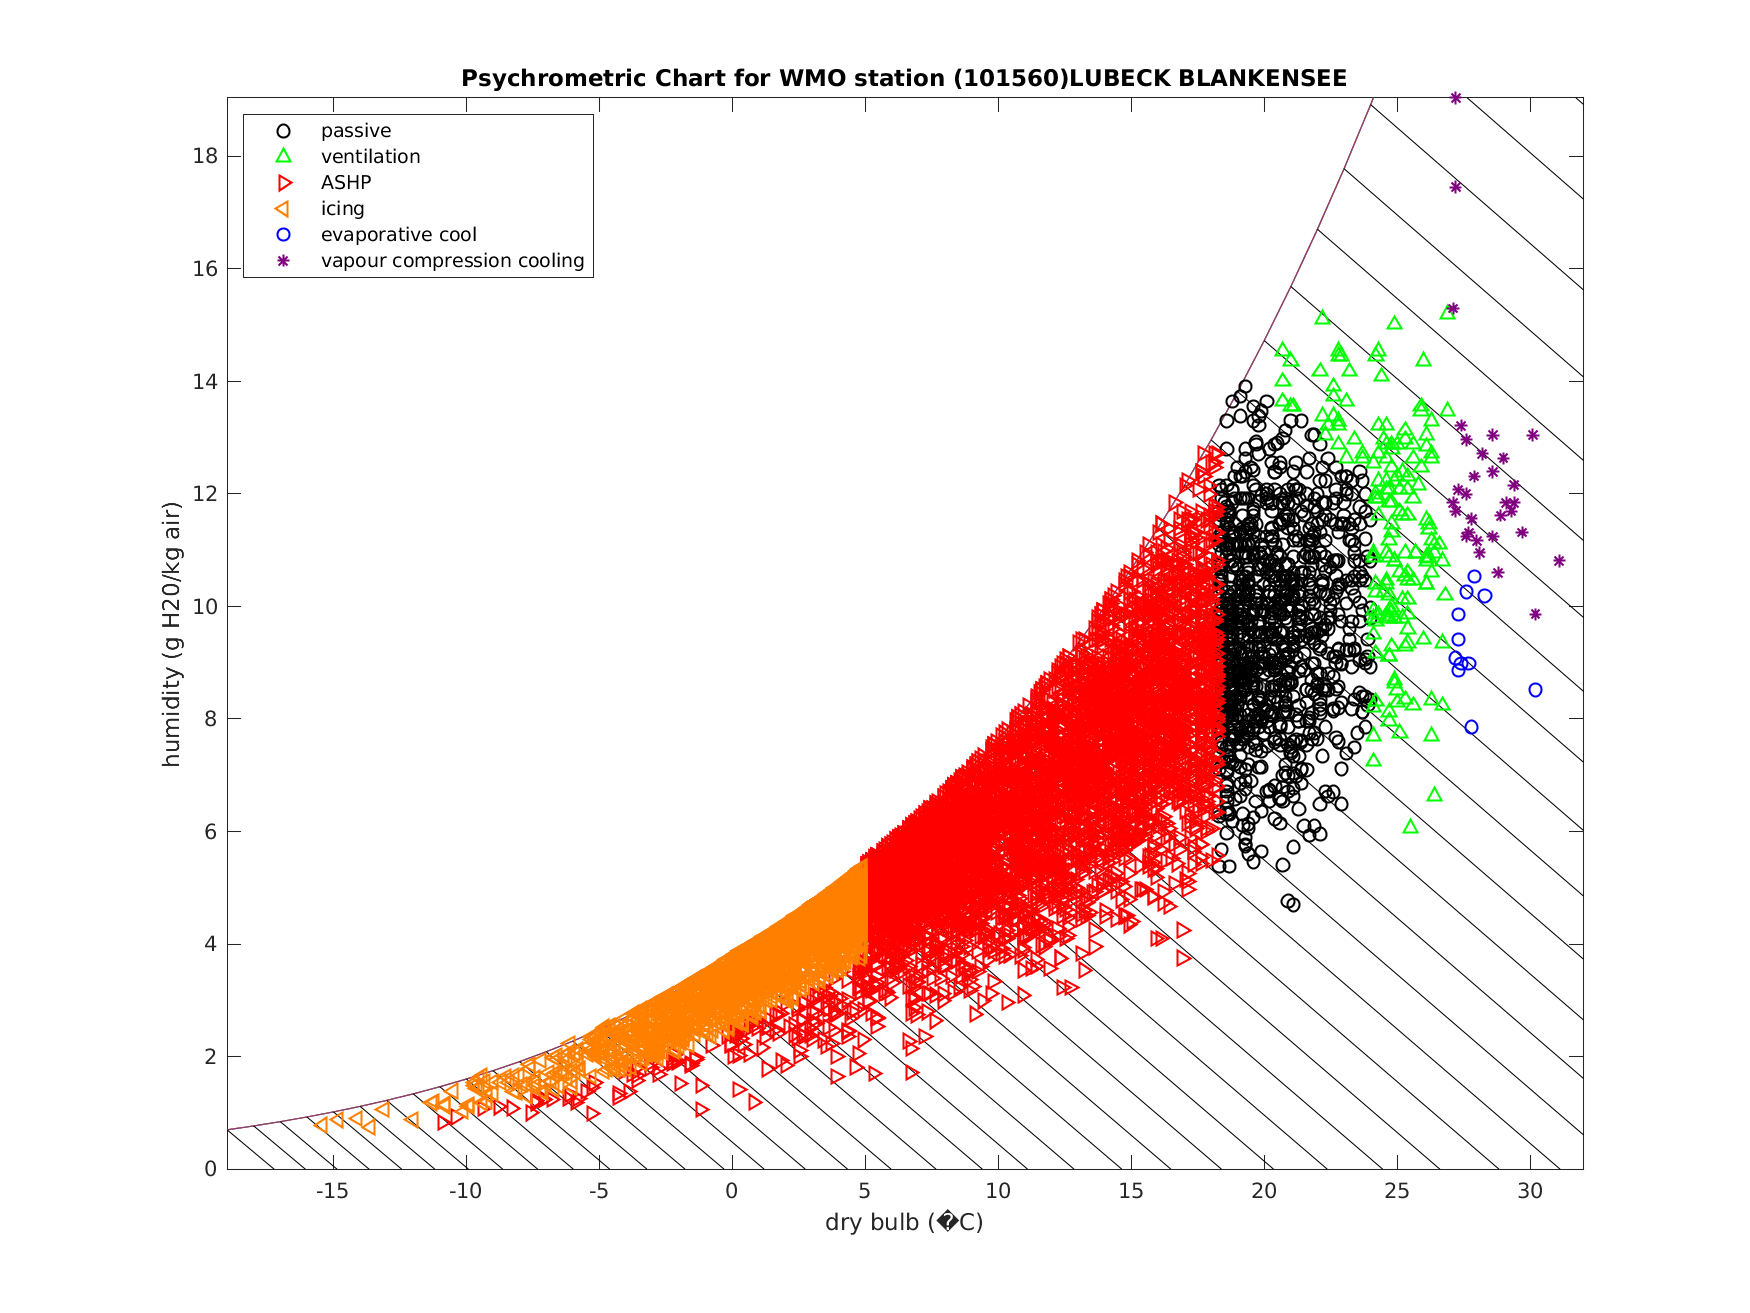 Psychrometric Chart for WMO station (101560)LUBECK BLANKENSEE
passive
ventilation
ASHP
icing
evaporative cool
vapour compression cooling
humidity (g H20/kg air)
18
16
14
12
10
8
6
4
2
0
-15 -10 -5 0 5 10 15 20 25 30
dry bulb (�C)